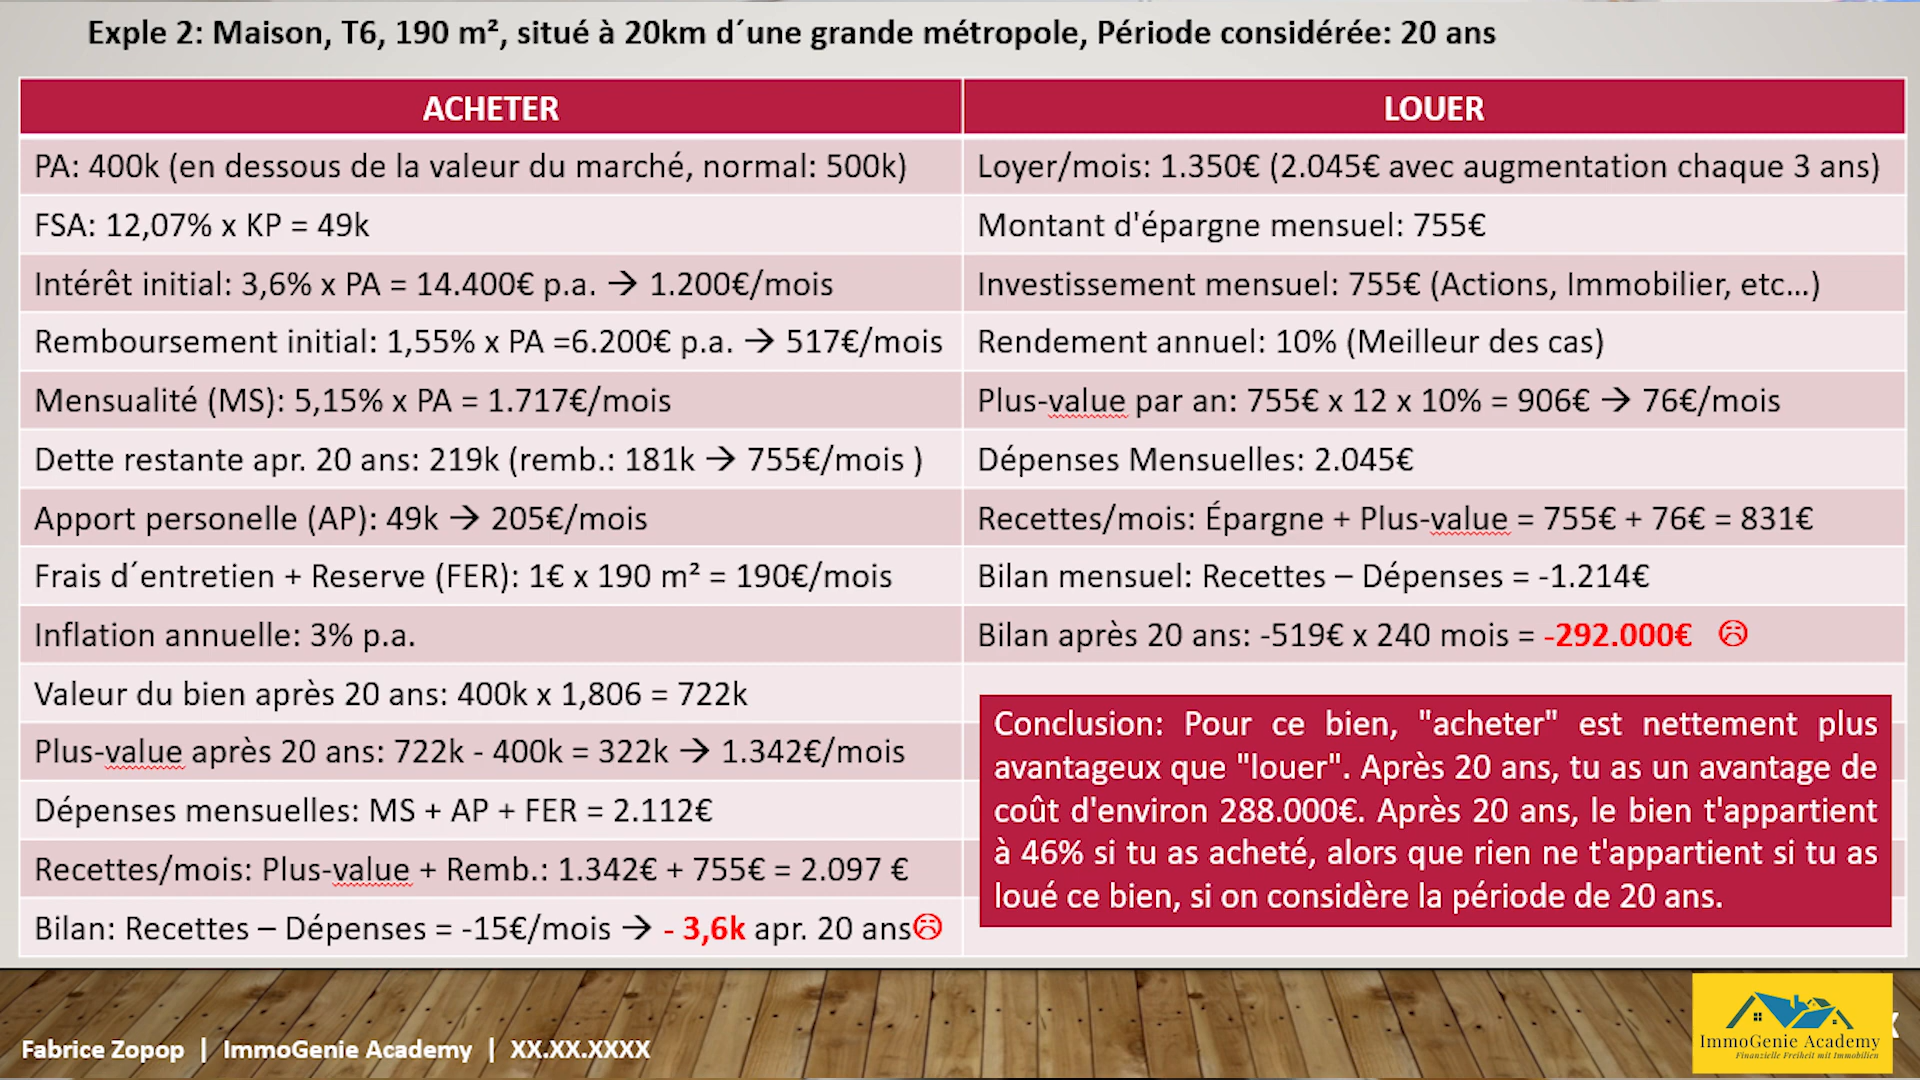 Exple 2: Maison, T6, 190 m², situé à 20km d´une grande métropole, Période considérée: 20 ans
ACHETER
PA: 400k (en dessous de la valeur du marché, normal: 500k)
FSA: 12,07% x KP = 49k
Intérêt initial: 3,6% x PA = 14.400€ p.a. → 1.200€/mois
Remboursement initial: 1,55% x PA =6.200€ p.a. → 517€/mois
Mensualité (MS): 5,15% x PA = 1.717€/mois
Dette restante apr. 20 ans: 219k (remb.: 181k → 755€/mois )
Apport personelle (AP): 49k → 205€/mois
Frais d´entretien + Reserve (FER): 1€ x 190 m² = 190€/mois
Inflation annuelle: 3% p.a.
Valeur du bien après 20 ans: 400k x 1,806 = 722k
Plus-value après 20 ans: 722k - 400k = 322k → 1.342€/mois
Dépenses mensuelles: MS + AP + FER = 2.112€
Recettes/mois: Plus-value + Remb.: 1.342€ + 755€ = 2.097 €
Bilan: Recettes – Dépenses = -15€/mois → - 3,6k apr. 20 ans☹
LOUER
Loyer/mois: 1.350€ (2.045€ avec augmentation chaque 3 ans)
Montant d'épargne mensuel: 755€
Investissement mensuel: 755€ (Actions, Immobilier, etc...)
Rendement annuel: 10% (Meilleur des cas)
Plus-value par an: 755€ x 12 x 10% = 906€ → 76€/mois
Dépenses Mensuelles: 2.045€
Recettes/mois: Épargne + Plus-value = 755€ + 76€ = 831€
Bilan mensuel: Recettes – Dépenses = -1.214€
Bilan après 20 ans: -519€ x 240 mois = -292.000€ ☹
Conclusion: Pour ce bien, "acheter" est nettement plus
avantageux que "louer". Après 20 ans, tu as un avantage de
coût d'environ 288.000€. Après 20 ans, le bien t'appartient
à 46% si tu as acheté, alors que rien ne t'appartient si tu as
loué ce bien, si on considère la période de 20 ans.
Fabrice Zopop | ImmoGenie Academy | XX.XX.XXXX
ImmoGenie Academy
Finanzielle Freiheit mit Immobilien